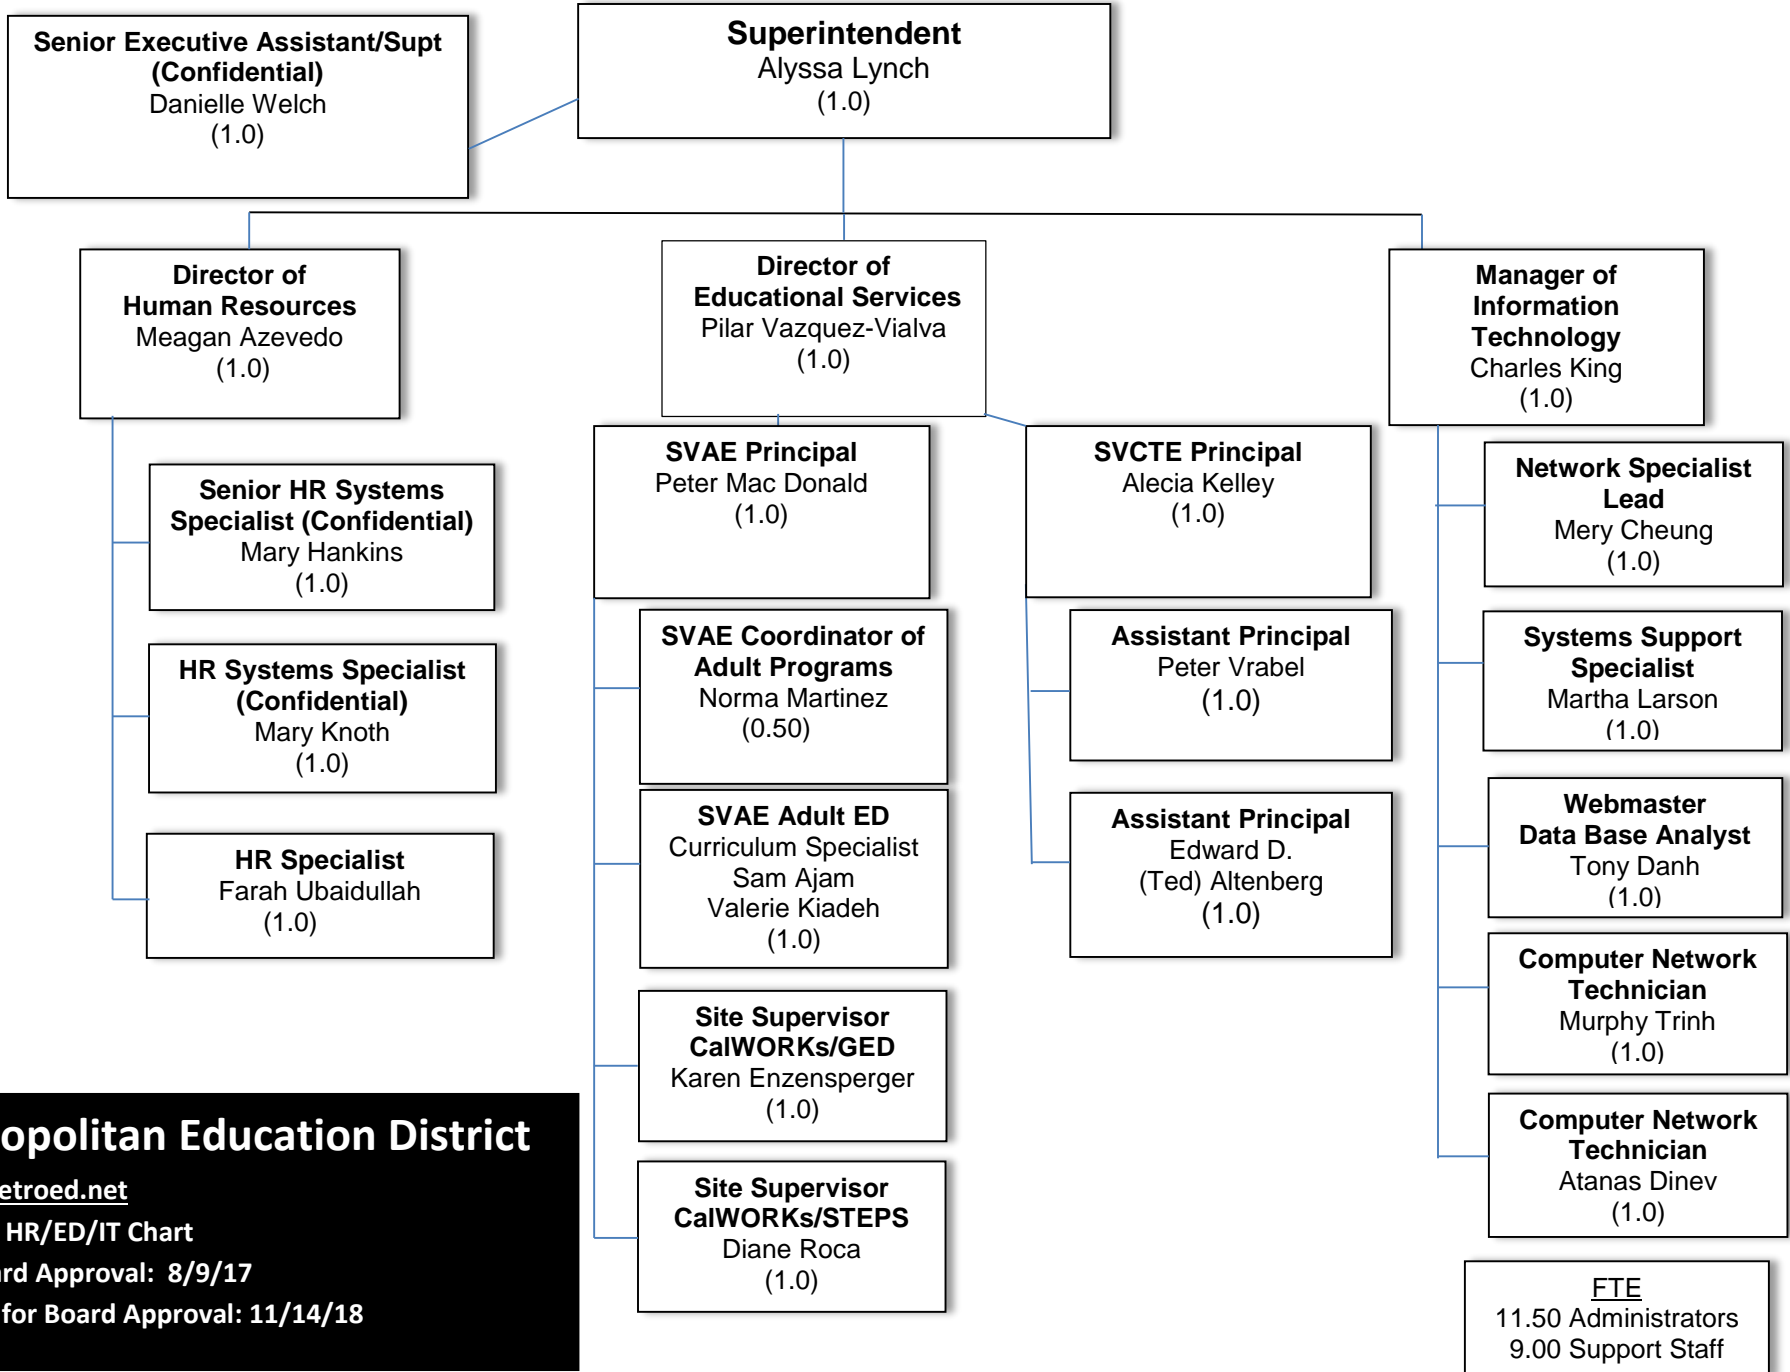 Senior Executive Assistant/Supt
(Confidential)
Danielle Welch
(1.0)
Superintendent
Alyssa Lynch
(1.0)
Director of
Human Resources
Meagan Azevedo
(1.0)
Director of
Educational Services
Pilar Vazquez-Vialva
(1.0)
Manager of
Information
Technology
Charles King
(1.0)
Senior HR Systems
Specialist (Confidential)
Mary Hankins
(1.0)
HR Systems Specialist
(Confidential)
Mary Knoth
(1.0)
HR Specialist
Farah Ubaidullah
(1.0)
SVAE Principal
Peter Mac Donald
(1.0)
SVAE Coordinator of
Adult Programs
Norma Martinez
(0.50)
SVAE Adult ED
Curriculum Specialist
Sam Ajam
Valerie Kiadeh
(1.0)
Site Supervisor
CalWORKs/GED
Karen Enzensperger
(1.0)
Site Supervisor
CalWORKs/STEPS
Diane Roca
(1.0)
SVCTE Principal
Alecia Kelley
(1.0)
Assistant Principal
Peter Vrabel
(1.0)
Assistant Principal
Edward D.
(Ted) Altenberg
(1.0)
Network Specialist
Lead
Mery Cheung
(1.0)
Systems Support
Specialist
Martha Larson
(1.0)
Webmaster
Data Base Analyst
Tony Danh
(1.0)
Computer Network
Technician
Murphy Trinh
(1.0)
Computer Network
Technician
Atanas Dinev
(1.0)
opolitan Education District
etroed.net
HR/ED/IT Chart
rd Approval: 8/9/17
for Board Approval: 11/14/18
FTE
11.50 Administrators
9.00 Support Staff